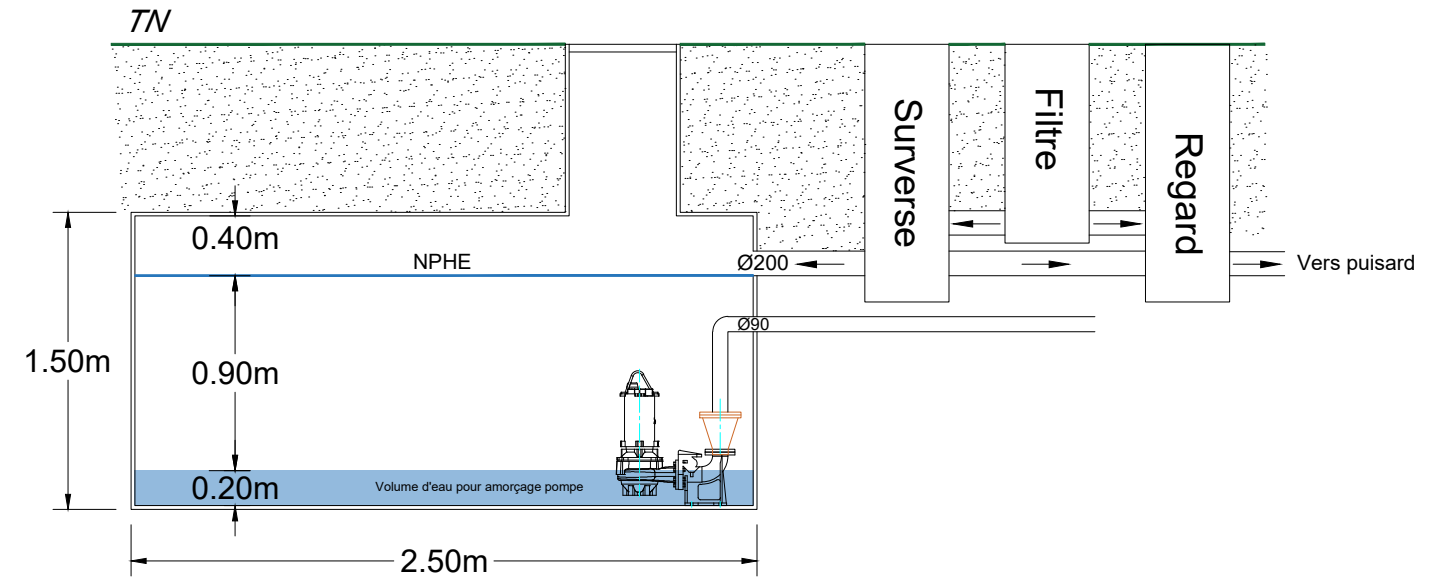 TN
Surverse
Filtre
Regard
0.40m
NPHE
Ø200
Vers puisard
Ø90
1.50m
0.90m
0.20m
Volume d'eau pour amorçage pompe
2.50m